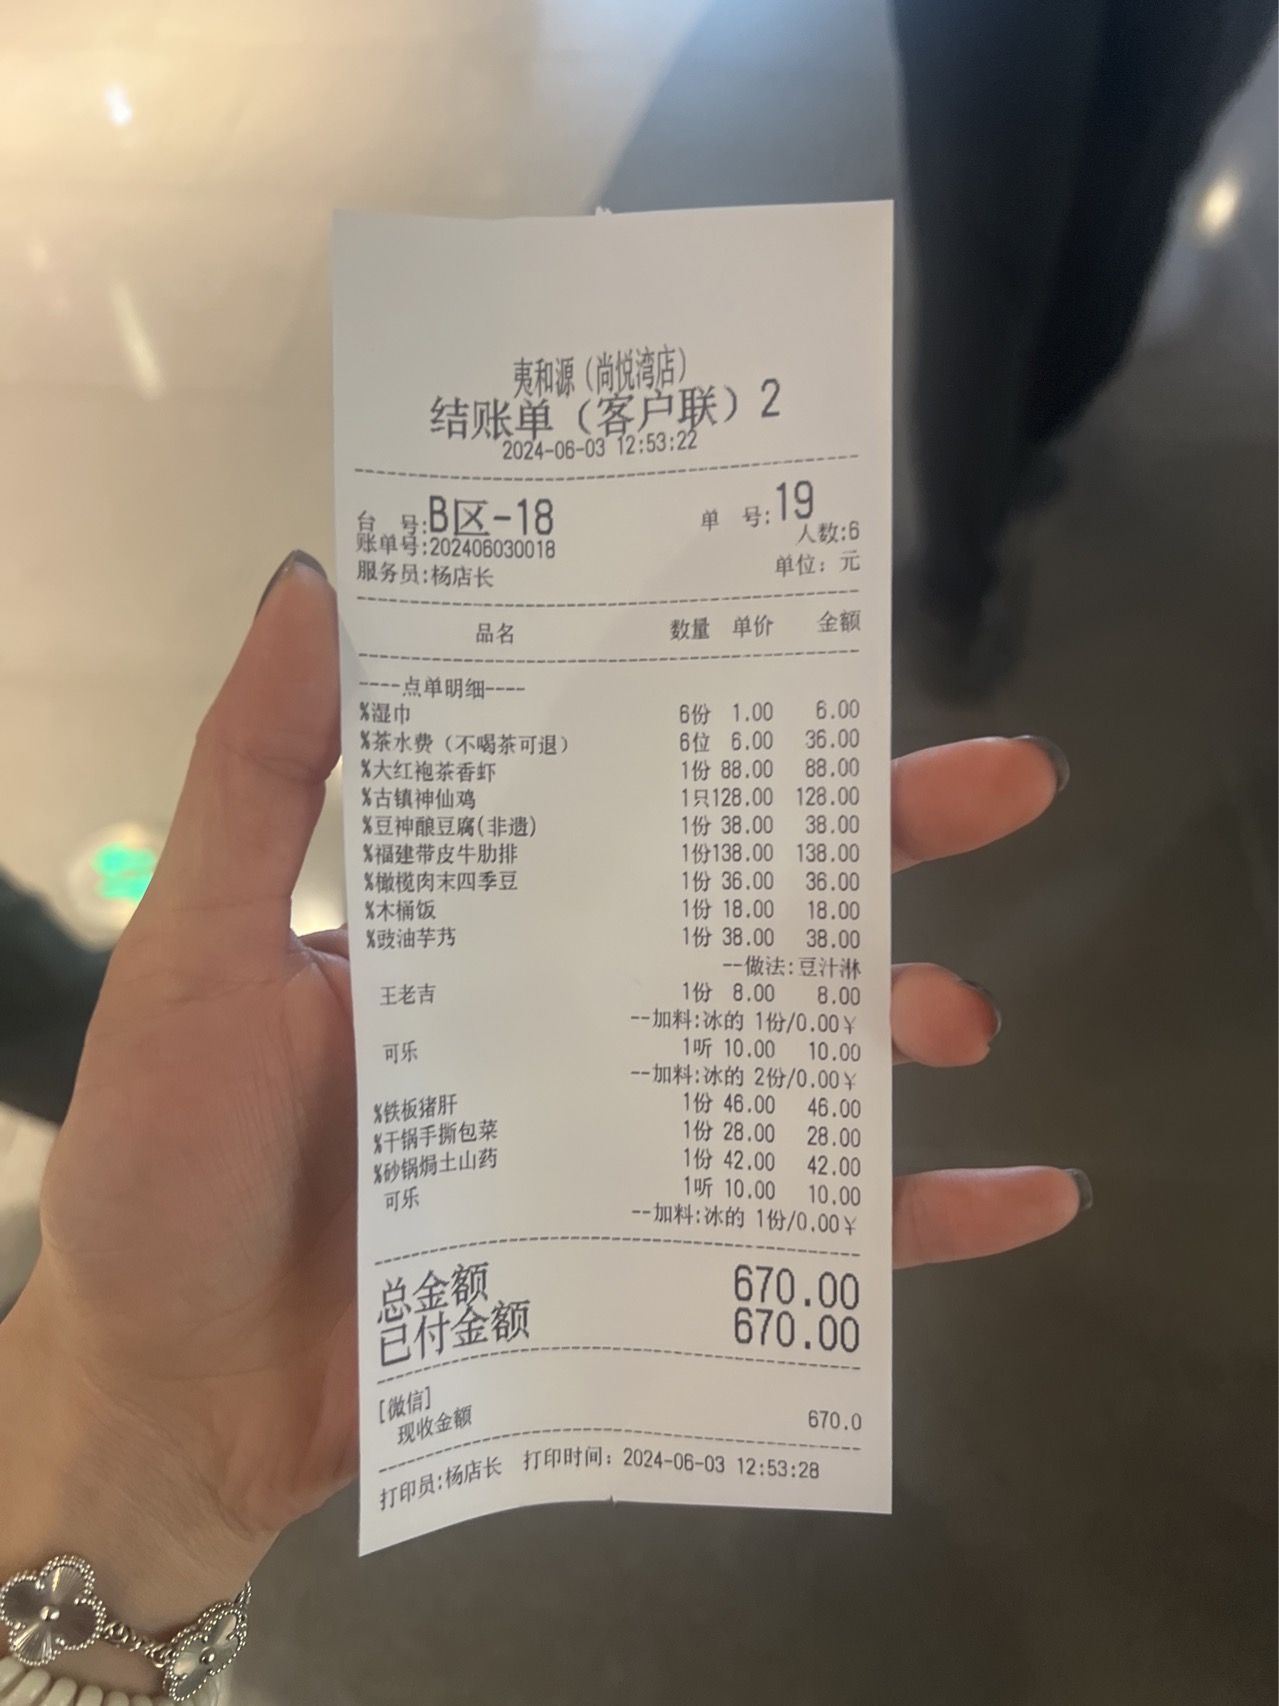 夷和源（尚悦湾店）
结账单（客户联）2
2024-06-03 12:53:22
台 号:B区-18 单 号:19
人数:6
账单号:202406030018
服务员:杨店长 单位：元
品名 数量 单价 金额
----点单明细----
%湿巾 6份 1.00 6.00
%茶水费（不喝茶可退） 6位 6.00 36.00
%大红袍茶香虾 1份 88.00 88.00
%古镇神仙鸡 1只128.00 128.00
%豆神酿豆腐(非遗) 1份 38.00 38.00
%福建带皮牛肋排 1份138.00 138.00
%橄榄肉末四季豆 1份 36.00 36.00
%木桶饭 1份 18.00 18.00
%豉油芋艿 1份 38.00 38.00
--做法:豆汁淋
王老吉 1份 8.00 8.00
--加料:冰的 1份/0.00￥
可乐 1听 10.00 10.00
--加料:冰的 2份/0.00￥
%铁板猪肝 1份 46.00 46.00
%干锅手撕包菜 1份 28.00 28.00
%砂锅焗土山药 1份 42.00 42.00
可乐 1听 10.00 10.00
--加料:冰的 1份/0.00￥
总金额 670.00
已付金额 670.00
[微信]
现收金额 670.0
打印员:杨店长 打印时间：2024-06-03 12:53:28